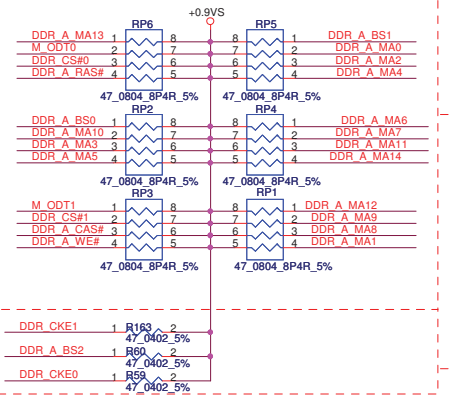 +0.9VS
RP6 RP5
DDR_A_MA13 1 8 8 1 DDR_A_BS1
M_ODT0 2 7 7 2 DDR_A_MA0
DDR_CS#0 3 6 6 3 DDR_A_MA2
DDR_A_RAS# 4 5 5 4 DDR_A_MA4
47_0804_8P4R_5% 47_0804_8P4R_5%
RP2 RP4
DDR_A_BS0 1 8 8 1 DDR_A_MA6
DDR_A_MA10 2 7 7 2 DDR_A_MA7
DDR_A_MA3 3 6 6 3 DDR_A_MA11
DDR_A_MA5 4 5 5 4 DDR_A_MA14
47_0804_8P4R_5% 47_0804_8P4R_5%
RP3 RP1
M_ODT1 1 8 8 1 DDR_A_MA12
DDR_CS#1 2 7 7 2 DDR_A_MA9
DDR_A_CAS# 3 6 6 3 DDR_A_MA8
DDR_A_WE# 4 5 5 4 DDR_A_MA1
47_0804_8P4R_5% 47_0804_8P4R_5%
DDR_CKE1 1 R163 2
47_0402_5%
DDR_A_BS2 1 R60 2
47_0402_5%
DDR_CKE0 1 R59 2
47_0402_5%